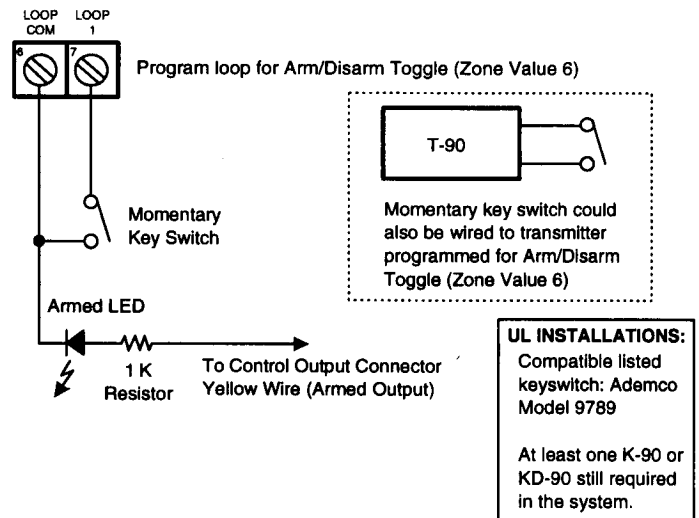 LOOP COM
LOOP 1
6
7
Program loop for Arm/Disarm Toggle (Zone Value 6)
T-90
Momentary key switch could
also be wired to transmitter
programmed for Arm/Disarm
Toggle (Zone Value 6)
Momentary
Key Switch
Armed LED
1 K
Resistor
To Control Output Connector
Yellow Wire (Armed Output)
UL INSTALLATIONS:
Compatible listed
keyswitch: Ademco
Model 9789
At least one K-90 or
KD-90 still required
in the system.